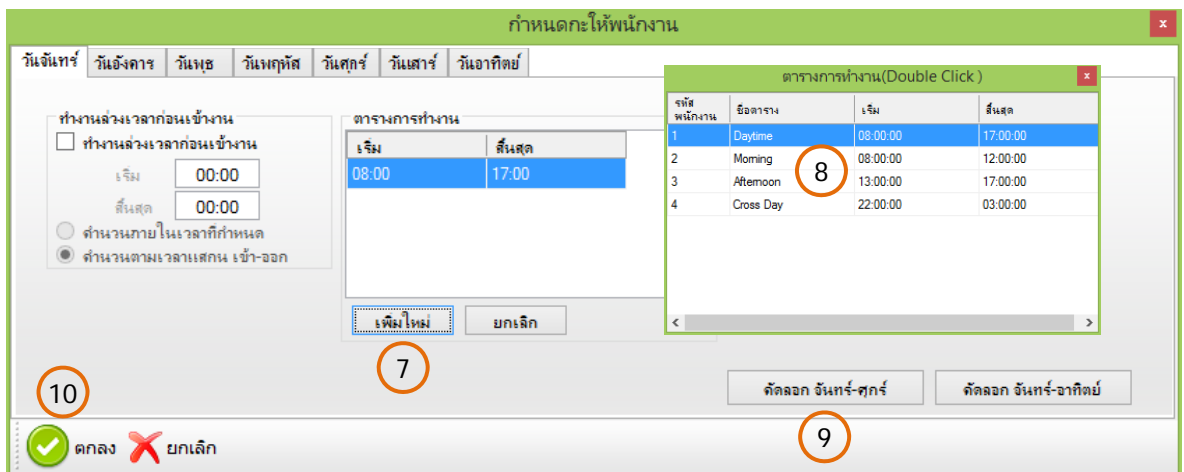 กำหนดกะให้พนักงาน
x
วันจันทร์ วันอังคาร วันพุธ วันพฤหัส วันศุกร์ วันเสาร์ วันอาทิตย์
ทำงานล่วงเวลาก่อนเข้างาน
ทำงานล่วงเวลาก่อนเข้างาน
เริ่ม 00:00
สิ้นสุด 00:00
คำนวนภายในเวลาที่กำหนด
คำนวนตามเวลาแสกน เข้า-ออก
ตารางการทำงาน
เริ่ม สิ้นสุด
08:00 17:00
เพิ่มใหม่ ยกเลิก
7
ตารางการทำงาน(Double Click )
x
รหัสพนักงาน ชื่อตาราง เริ่ม สิ้นสุด
1 Daytime 08:00:00 17:00:00
2 Morning 08:00:00 12:00:00
3 Afternoon 13:00:00 17:00:00
4 Cross Day 22:00:00 03:00:00
8
คัดลอก จันทร์-ศุกร์ คัดลอก จันทร์-อาทิตย์
9
10
ตกลง ยกเลิก